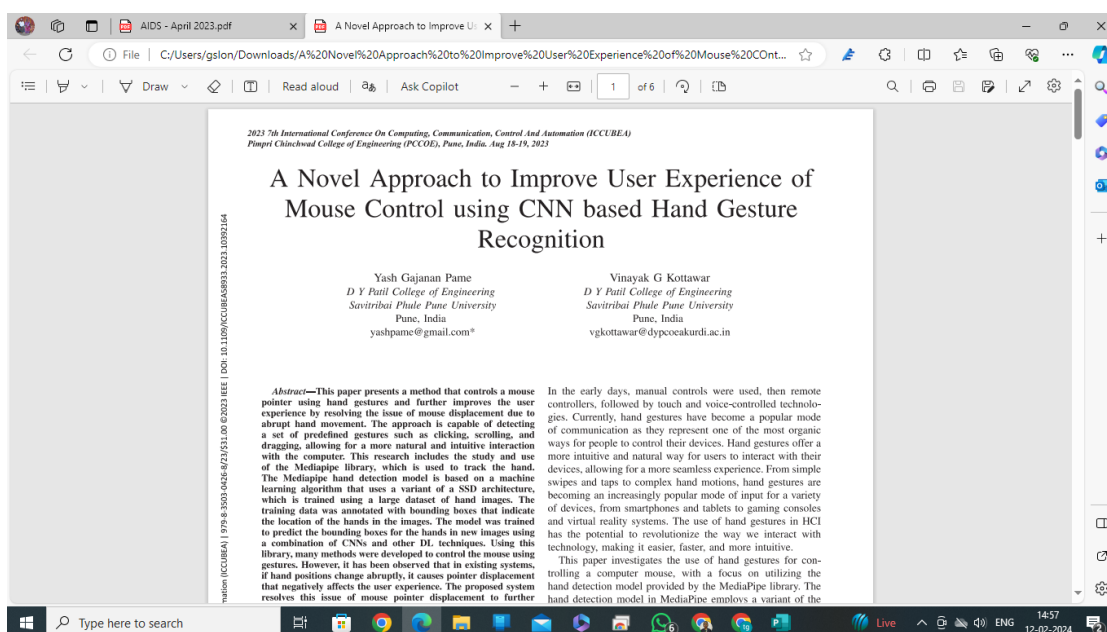 AIDS - April 2023.pdf
A Novel Approach to Improve Us
File
C:/Users/gslon/Downloads/A%20Novel%20Approach%20to%20Improve%20User%20Experience%20of%20Mouse%20COnt...
Draw
Read aloud
Ask Copilot
1 of 6
2023 7th International Conference On Computing, Communication, Control And Automation (ICCUBEA)
Pimpri Chinchwad College of Engineering (PCCOE), Pune, India. Aug 18-19, 2023
A Novel Approach to Improve User Experience of
Mouse Control using CNN based Hand Gesture
Recognition
Yash Gajanan Pame
D Y Patil College of Engineering
Savitribai Phule Pune University
Pune, India
yashpame@gmail.com*
Vinayak G Kottawar
D Y Patil College of Engineering
Savitribai Phule Pune University
Pune, India
vgkottawar@dypcoeakurdi.ac.in
mation (ICCUBEA) | 979-8-3503-0426-8/23/$31.00 ©2023 IEEE | DOI: 10.1109/ICCUBEA58933.2023.10392164
Abstract—This paper presents a method that controls a mouse
pointer using hand gestures and further improves the user
experience by resolving the issue of mouse displacement due to
abrupt hand movement. The approach is capable of detecting
a set of predefined gestures such as clicking, scrolling, and
dragging, allowing for a more natural and intuitive interaction
with the computer. This research includes the study and use
of the Mediapipe library, which is used to track the hand.
The Mediapipe hand detection model is based on a machine
learning algorithm that uses a variant of a SSD architecture,
which is trained using a large dataset of hand images. The
training data was annotated with bounding boxes that indicate
the location of the hands in the images. The model was trained
to predict the bounding boxes for the hands in new images using
a combination of CNNs and other DL techniques. Using this
library, many methods were developed to control the mouse using
gestures. However, it has been observed that in existing systems,
if hand positions change abruptly, it causes pointer displacement
that negatively affects the user experience. The proposed system
resolves this issue of mouse pointer displacement to further
In the early days, manual controls were used, then remote
controllers, followed by touch and voice-controlled technolo-
gies. Currently, hand gestures have become a popular mode
of communication as they represent one of the most organic
ways for people to control their devices. Hand gestures offer a
more intuitive and natural way for users to interact with their
devices, allowing for a more seamless experience. From simple
swipes and taps to complex hand motions, hand gestures are
becoming an increasingly popular mode of input for a variety
of devices, from smartphones and tablets to gaming consoles
and virtual reality systems. The use of hand gestures in HCI
has the potential to revolutionize the way we interact with
technology, making it easier, faster, and more intuitive.
This paper investigates the use of hand gestures for con-
trolling a computer mouse, with a focus on utilizing the
hand detection model provided by the MediaPipe library. The
hand detection model in MediaPipe employs a variant of the
Type here to search
Live
ENG
14:57
12-02-2024